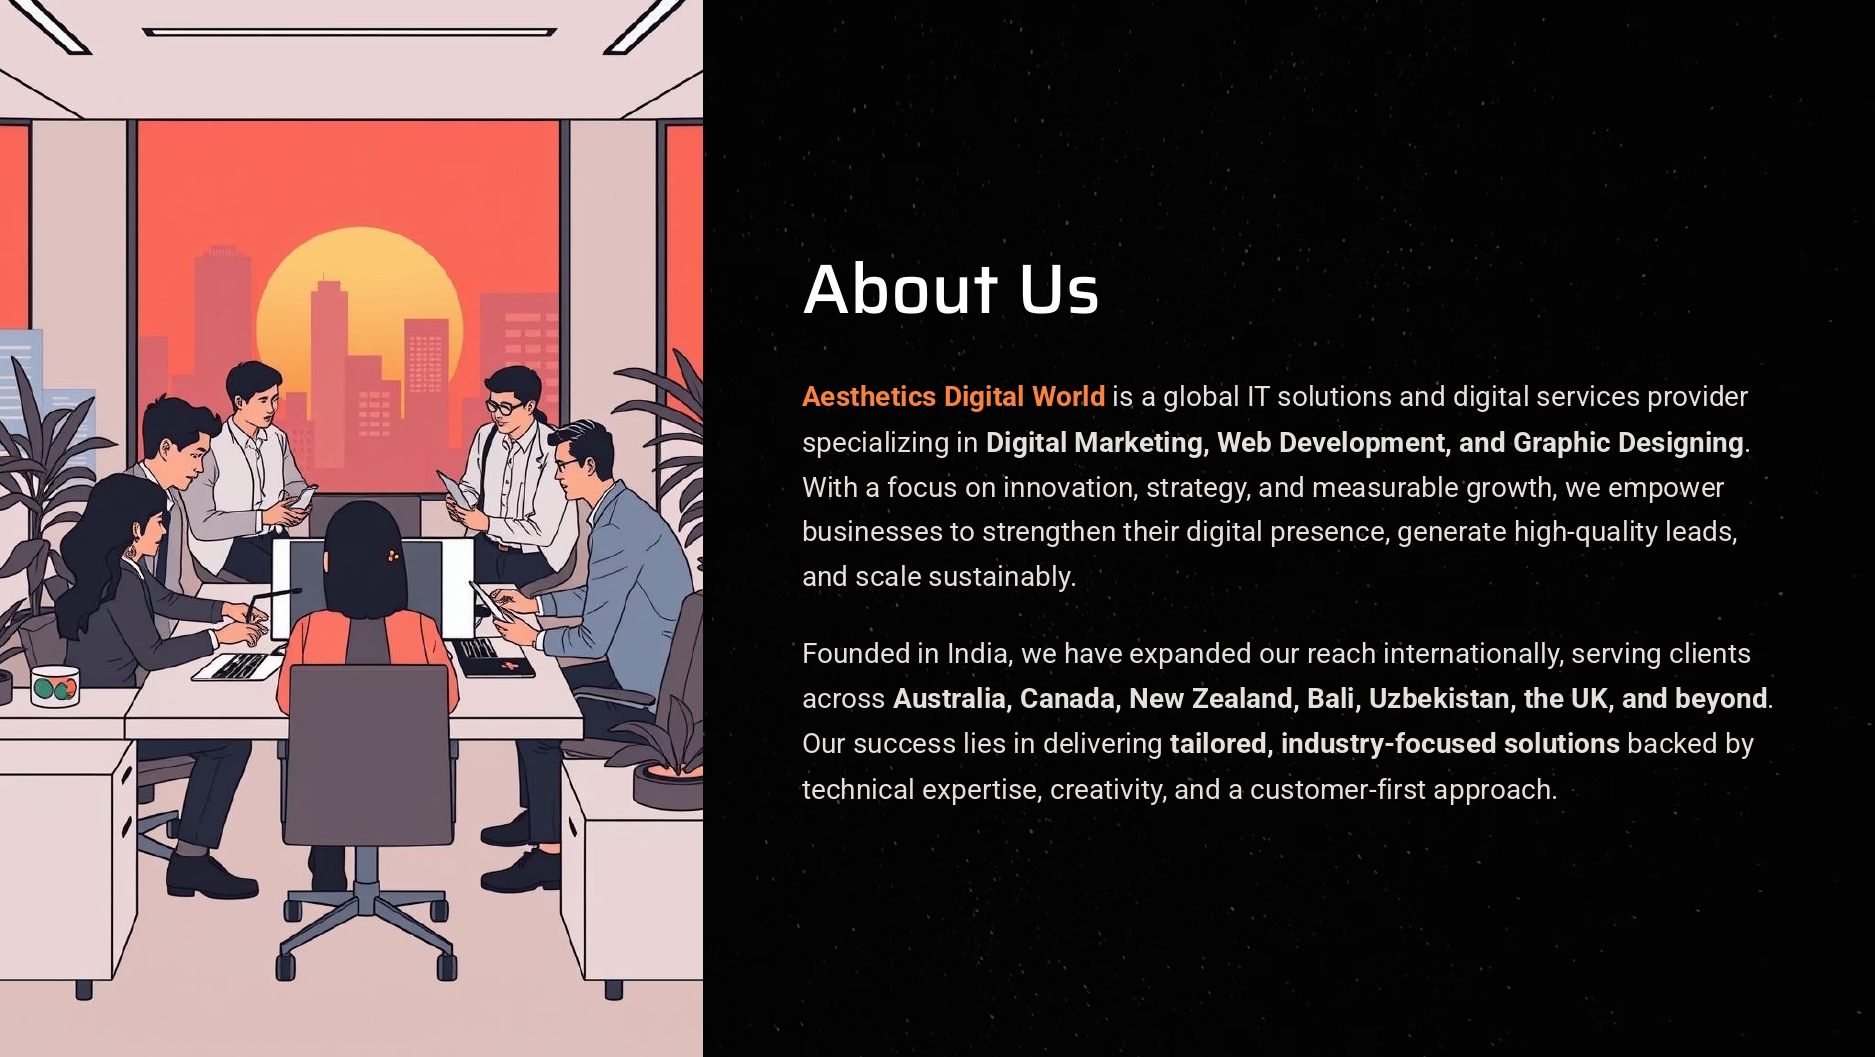 About Us
Aesthetics Digital World is a global IT solutions and digital services provider
specializing in Digital Marketing, Web Development, and Graphic Designing.
With a focus on innovation, strategy, and measurable growth, we empower
businesses to strengthen their digital presence, generate high-quality leads,
and scale sustainably.
Founded in India, we have expanded our reach internationally, serving clients
across Australia, Canada, New Zealand, Bali, Uzbekistan, the UK, and beyond.
Our success lies in delivering tailored, industry-focused solutions backed by
technical expertise, creativity, and a customer-first approach.